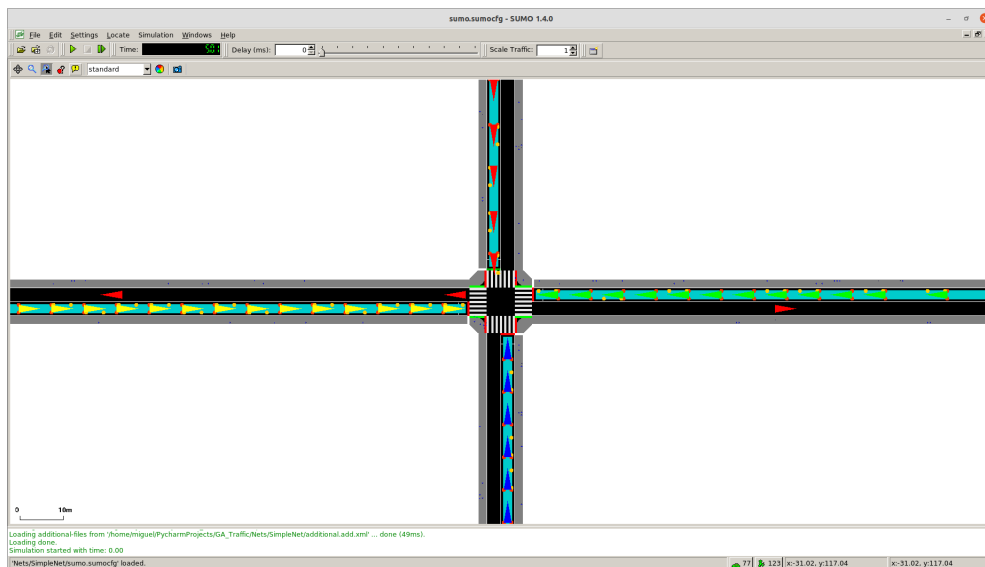 sumo.sumocfg - SUMO 1.4.0
File Edit Settings Locate Simulation Windows Help
Time: Delay (ms): 0 Scale Traffic: 1
standard
0 10m
Loading additional-files from '/home/miguel/PycharmProjects/GA_Traffic/Nets/SimpleNet/additional.add.xml' ... done (49ms).
Loading done.
Simulation started with time: 0.00
'Nets/SimpleNet/sumo.sumocfg' loaded. 77 123 x:-31.02, y:117.04 x:-31.02, y:117.04